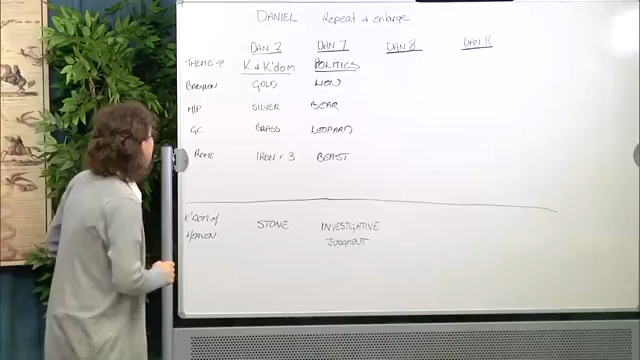 DANIEL Repeat & enlarge
DAN 2 DAN 7 DAN 8 DAN 11
THEME → K & K'dom POLITICS
BABYLON GOLD LION
M/P SILVER BEAR
GC BRASS LEOPARD
ROME IRON × 3 BEAST
K'DOM of STONE INVESTIGATIVE
HEAVEN JUDGMENT